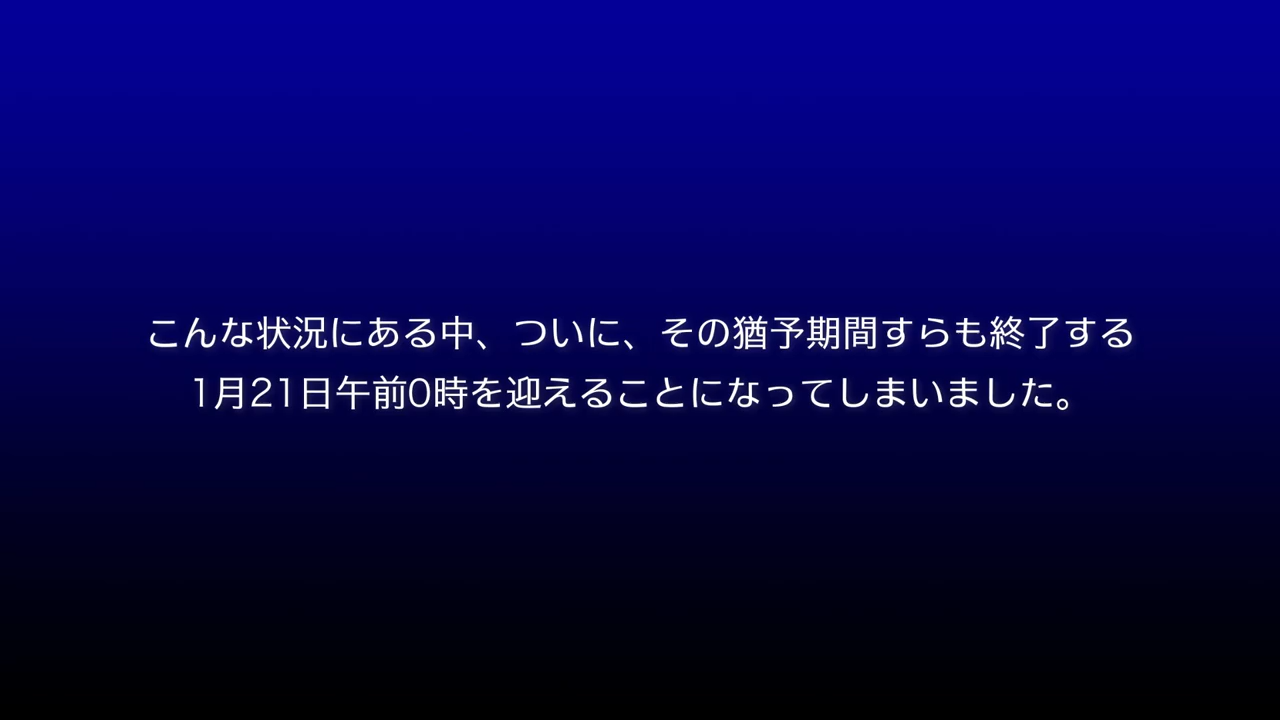 こんな状況にある中、ついに、その猶予期間すらも終了する
1月21日午前0時を迎えることになってしまいました。